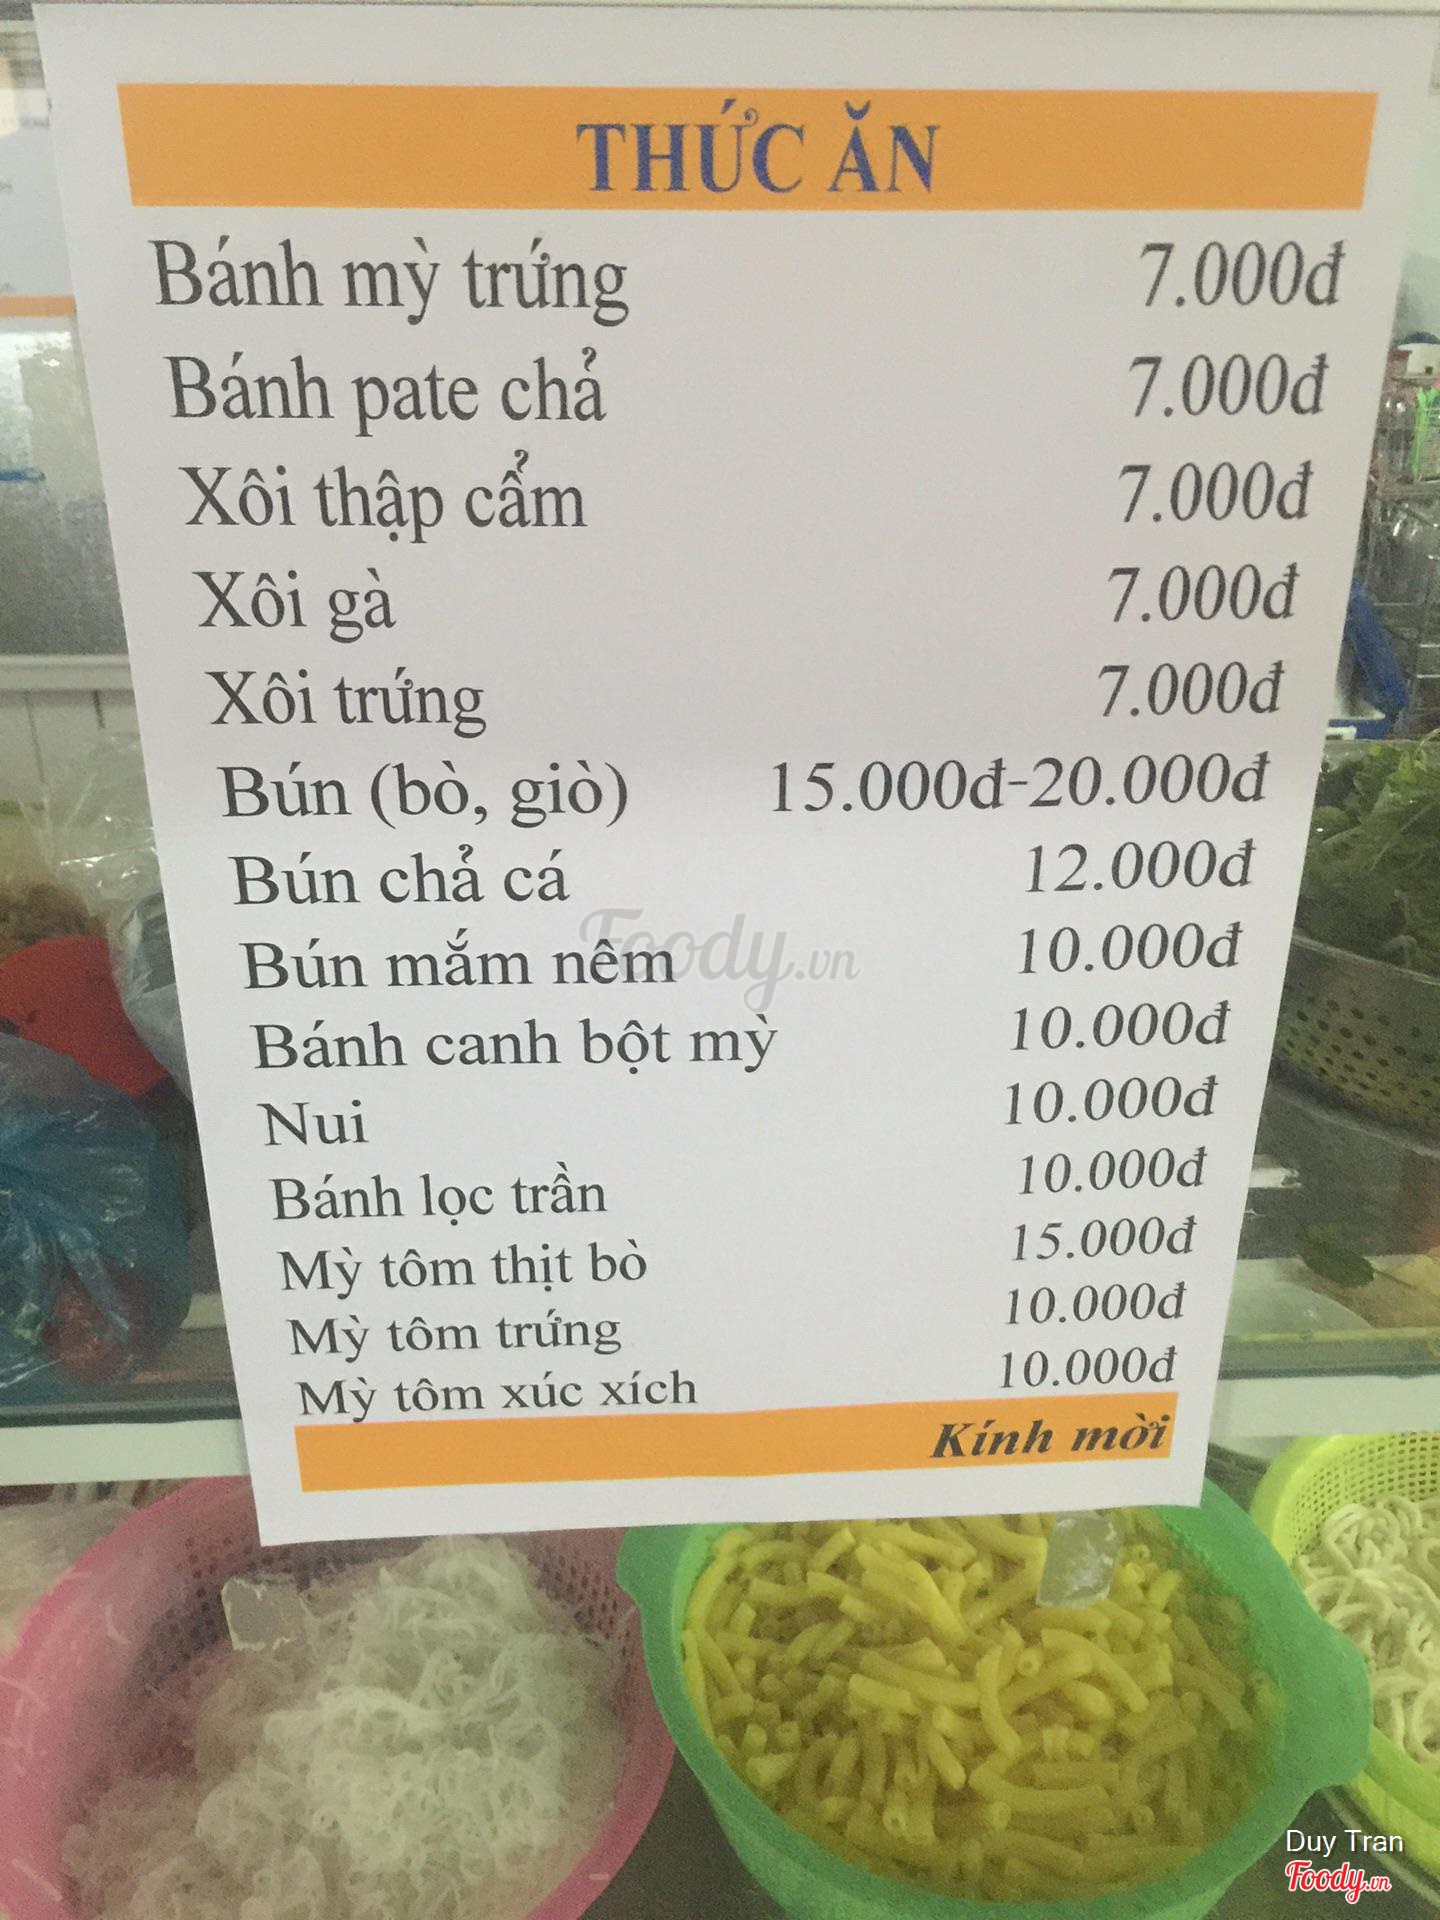 THỨC ĂN
Bánh mỳ trứng 7.000đ
Bánh pate chả 7.000đ
Xôi thập cẩm 7.000đ
Xôi gà 7.000đ
Xôi trứng 7.000đ
Bún (bò, giò) 15.000đ-20.000đ
Bún chả cá 12.000đ
Bún mắm nêm 10.000đ
Foody.vn
Bánh canh bột mỳ 10.000đ
Nui 10.000đ
Bánh lọc trần 10.000đ
Mỳ tôm thịt bò 15.000đ
Mỳ tôm trứng 10.000đ
Mỳ tôm xúc xích 10.000đ
Kính mời
Duy Tran
Foody.vn